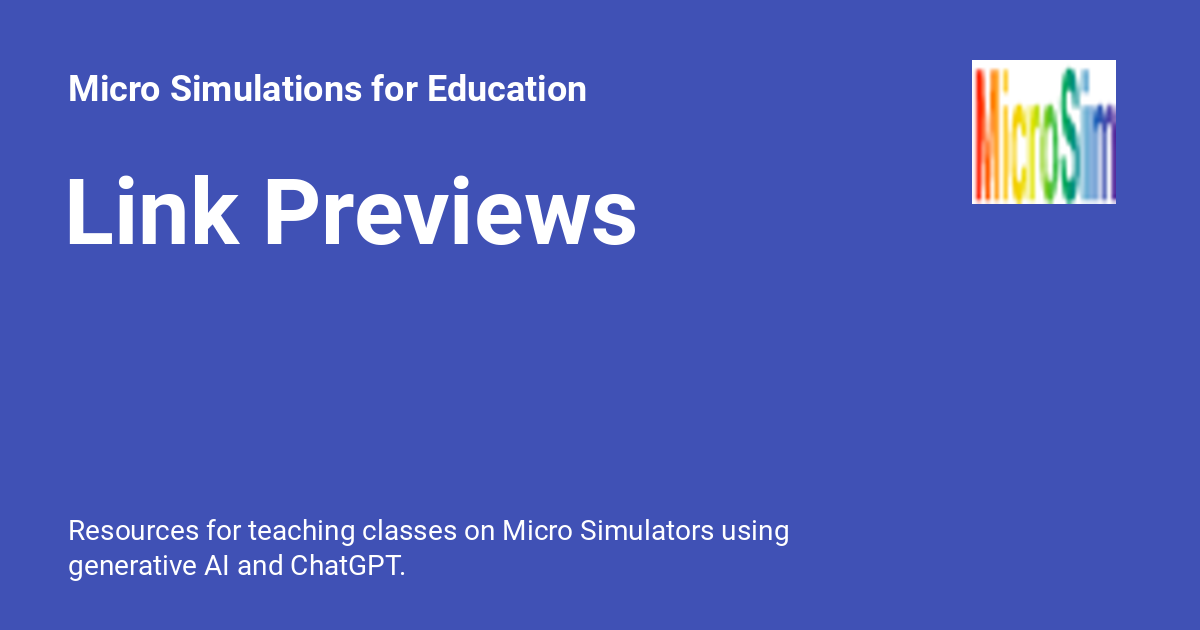 Micro Simulations for Education
MicroSim
Link Previews
Resources for teaching classes on Micro Simulators using
generative AI and ChatGPT.